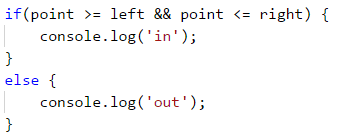 if(point >= left && point <= right) {
    console.log('in');
}
else {
    console.log('out');
}